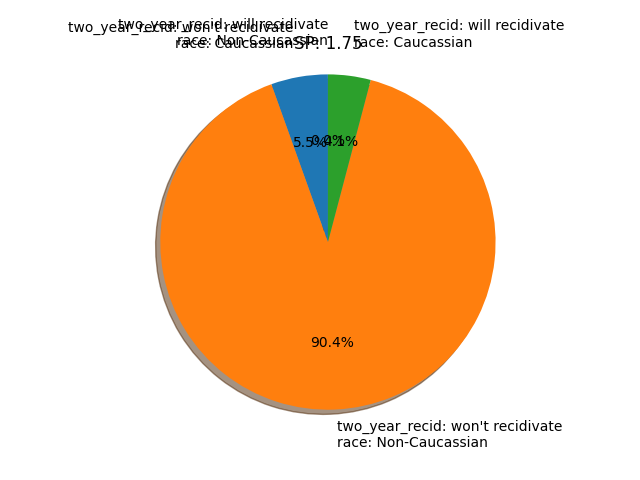 two_year_recid: will recidivate
race: Non-Caucassian
two_year_recid: won't recidivate
race: Caucassian
two_year_recid: will recidivate
race: Caucassian
SP: 1.75
5.5%
0.0%
4.1%
90.4%
two_year_recid: won't recidivate
race: Non-Caucassian